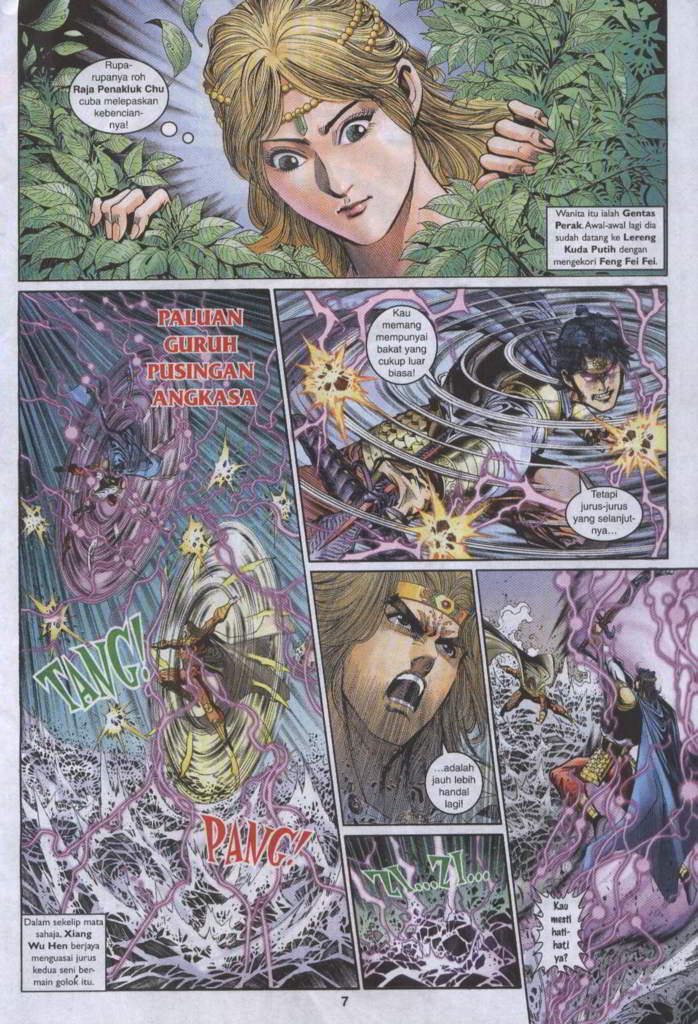 Rupa-
rupanya roh
Raja Penakluk Chu
cuba melepaskan
kebencian-
nya!
Wanita itu ialah Gentas
Perak. Awal-awal lagi dia
sudah datang ke Lereng
Kuda Putih dengan
mengekori Feng Fei Fei.
PALUAN
GURUH
PUSINGAN
ANGKASA
TANG!
PANG!
Dalam sekelip mata
sahaja, Xiang
Wu Hen berjaya
menguasai jurus
kedua seni ber-
main golok itu.
Kau
memang
mempunyai
bakat yang
cukup luar
biasa!
Tetapi
jurus-jurus
yang selanjut-
nya...
...adalah
jauh lebih
handal
lagi!
ZI...ZI...
Kau
mesti
hati-
hati
ya?
7